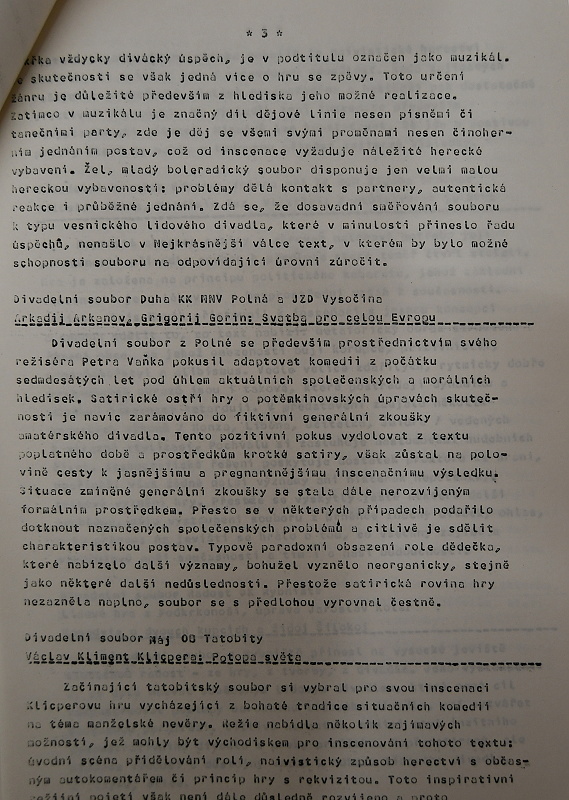 * 3 *
vždycky divácký úspěch, je v podtitulu označen jako muzikál.
skutečnosti se však jedná více o hru se zpěvy. Toto určení
žánru je důležité především z hlediska jeho možné realizace.
Zatímco v muzikálu je značný díl dějové linie nesen písněmi či
tanečními party, zde je děj se všemi svými proměnami nesen činoher-
ním jednáním postav, což od inscenace vyžaduje náležité herecké
vybavení. Žel, mladý boleradický soubor disponuje jen velmi malou
hereckou vybaveností: problémy dělá kontakt s partnery, autentická
reakce i průběžné jednání. Zdá se, že dosavadní směřování souboru
k typu vesnického lidového divadla, které v minulosti přineslo řadu
úspěchů, nenašlo v Nejkrásnější válce text, v kterém by bylo možné
schopnosti souboru na odpovídající úrovni zúročit.
Divadelní soubor Duha KK MNV Polná a JZD Vysočina
Arkadij Arkanov, Grigorij Gorin: Svatba pro celou Evropu
Divadelní soubor z Polné se především prostřednictvím svého
režiséra Petra Vaňka pokusil adaptovat komedii z počátku
sedmdesátých let pod úhlem aktuálních společenských a morálních
hledisek. Satirické ostří hry o potěmkinovských úpravách skuteč-
nosti je navíc zarámováno do fiktivní generální zkoušky
amatérského divadla. Tento pozitivní pokus vydolovat z textu
poplatného době a prostředkům krotké satiry, však zůstal na polo-
vině cesty k jasnějšímu a pregnantnějšímu inscenačnímu výsledku.
Situace zmíněné generální zkoušky se stala dále nerozvíjeným
formálním prostředkem. Přesto se v některých případech podařilo
dotknout naznačených společenských problémů a citlivě je sdělit
charakteristikou postav. Typově paradoxní obsazení role dědečka,
které nabízelo další významy, bohužel vyznělo neorganicky, stejně
jako některé další nedůslednosti. Přestože satirická rovina hry
nezazněla naplno, soubor se s předlohou vyrovnal čestně.
Divadelní soubor Máj OB Tatobity
Václav Kliment Klicpera: Potopa světa
Začínající tatobitský soubor si vybral pro svou inscenaci
Klicperovu hru vycházející z bohaté tradice situačních komedií
na téma manželské nevěry. Režie nabídla několik zajímavých
možností, jež mohly být východiskem pro inscenování tohoto textu:
úvodní scéna přidělování rolí, naivistický způsob herectví s občas-
ným autokomentářem či princip hry s rekvizitou. Toto inspirativní
režijní pojetí však není dále důsledně rozvíjeno a proto